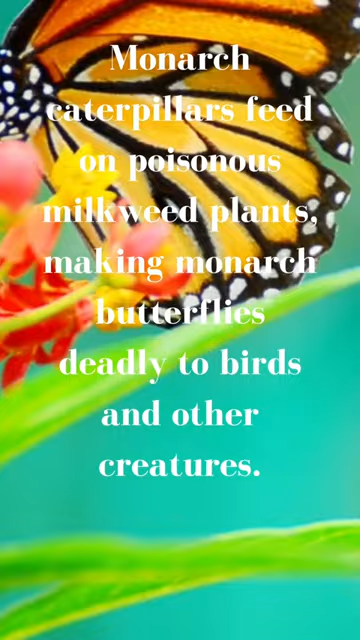 Monarch
caterpillars feed
on poisonous
milkweed plants,
making monarch
butterflies
deadly to birds
and other
creatures.